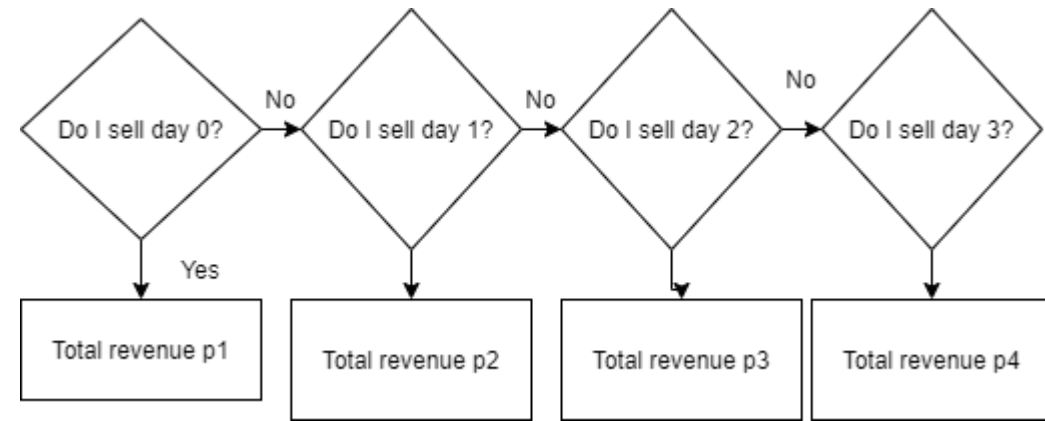 Do I sell day 0?
No
Do I sell day 1?
No
Do I sell day 2?
No
Do I sell day 3?
Yes
Total revenue p1
Total revenue p2
Total revenue p3
Total revenue p4